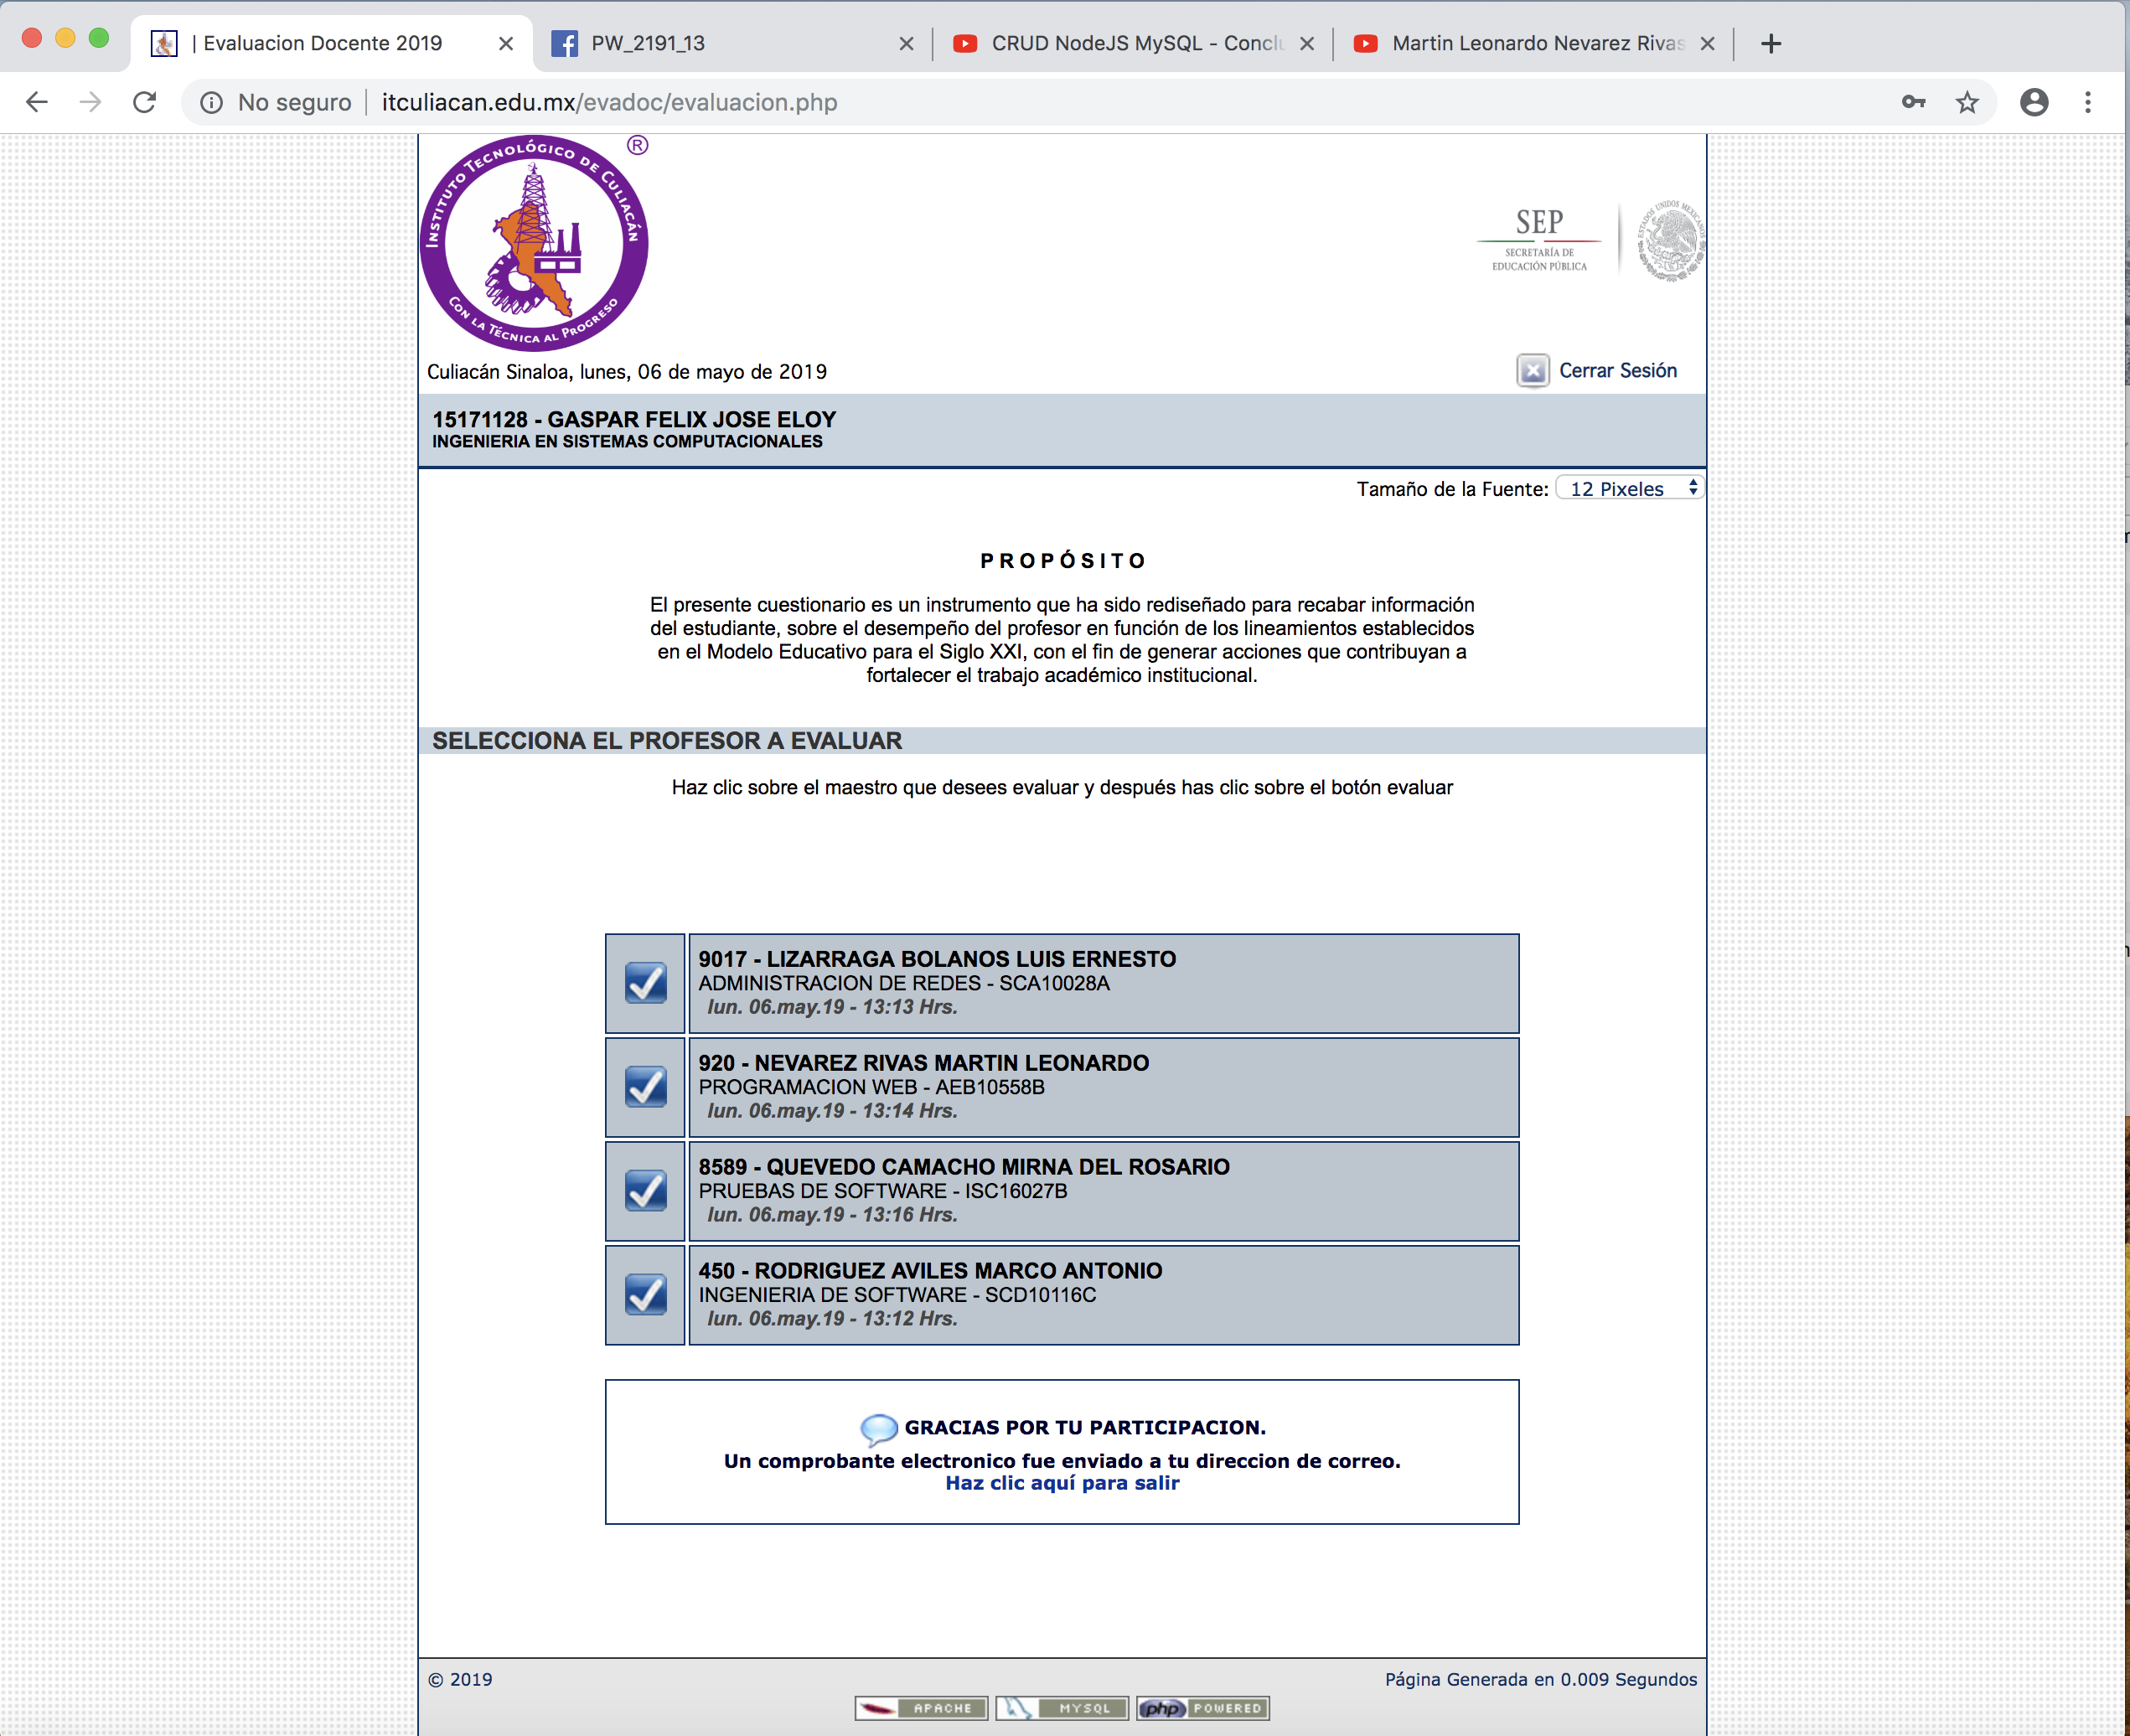 | Evaluacion Docente 2019
PW_2191_13
CRUD NodeJS MySQL - Conclu
Martin Leonardo Nevarez Rivas
No seguro
itculiacan.edu.mx/evadoc/evaluacion.php
INSTITUTO TECNOLÓGICO DE CULIACÁN
®
CON LA TÉCNICA AL PROGRESO
SEP
SECRETARÍA DE
EDUCACIÓN PÚBLICA
ESTADOS UNIDOS MEXICANOS
Culiacán Sinaloa, lunes, 06 de mayo de 2019
Cerrar Sesión
15171128 - GASPAR FELIX JOSE ELOY
INGENIERIA EN SISTEMAS COMPUTACIONALES
Tamaño de la Fuente: 12 Pixeles
P R O P Ó S I T O
El presente cuestionario es un instrumento que ha sido rediseñado para recabar información
del estudiante, sobre el desempeño del profesor en función de los lineamientos establecidos
en el Modelo Educativo para el Siglo XXI, con el fin de generar acciones que contribuyan a
fortalecer el trabajo académico institucional.
SELECCIONA EL PROFESOR A EVALUAR
Haz clic sobre el maestro que desees evaluar y después has clic sobre el botón evaluar
9017 - LIZARRAGA BOLANOS LUIS ERNESTO
ADMINISTRACION DE REDES - SCA10028A
lun. 06.may.19 - 13:13 Hrs.
920 - NEVAREZ RIVAS MARTIN LEONARDO
PROGRAMACION WEB - AEB10558B
lun. 06.may.19 - 13:14 Hrs.
8589 - QUEVEDO CAMACHO MIRNA DEL ROSARIO
PRUEBAS DE SOFTWARE - ISC16027B
lun. 06.may.19 - 13:16 Hrs.
450 - RODRIGUEZ AVILES MARCO ANTONIO
INGENIERIA DE SOFTWARE - SCD10116C
lun. 06.may.19 - 13:12 Hrs.
GRACIAS POR TU PARTICIPACION.
Un comprobante electronico fue enviado a tu direccion de correo.
Haz clic aquí para salir
© 2019
Página Generada en 0.009 Segundos
APACHE
MYSQL
php POWERED